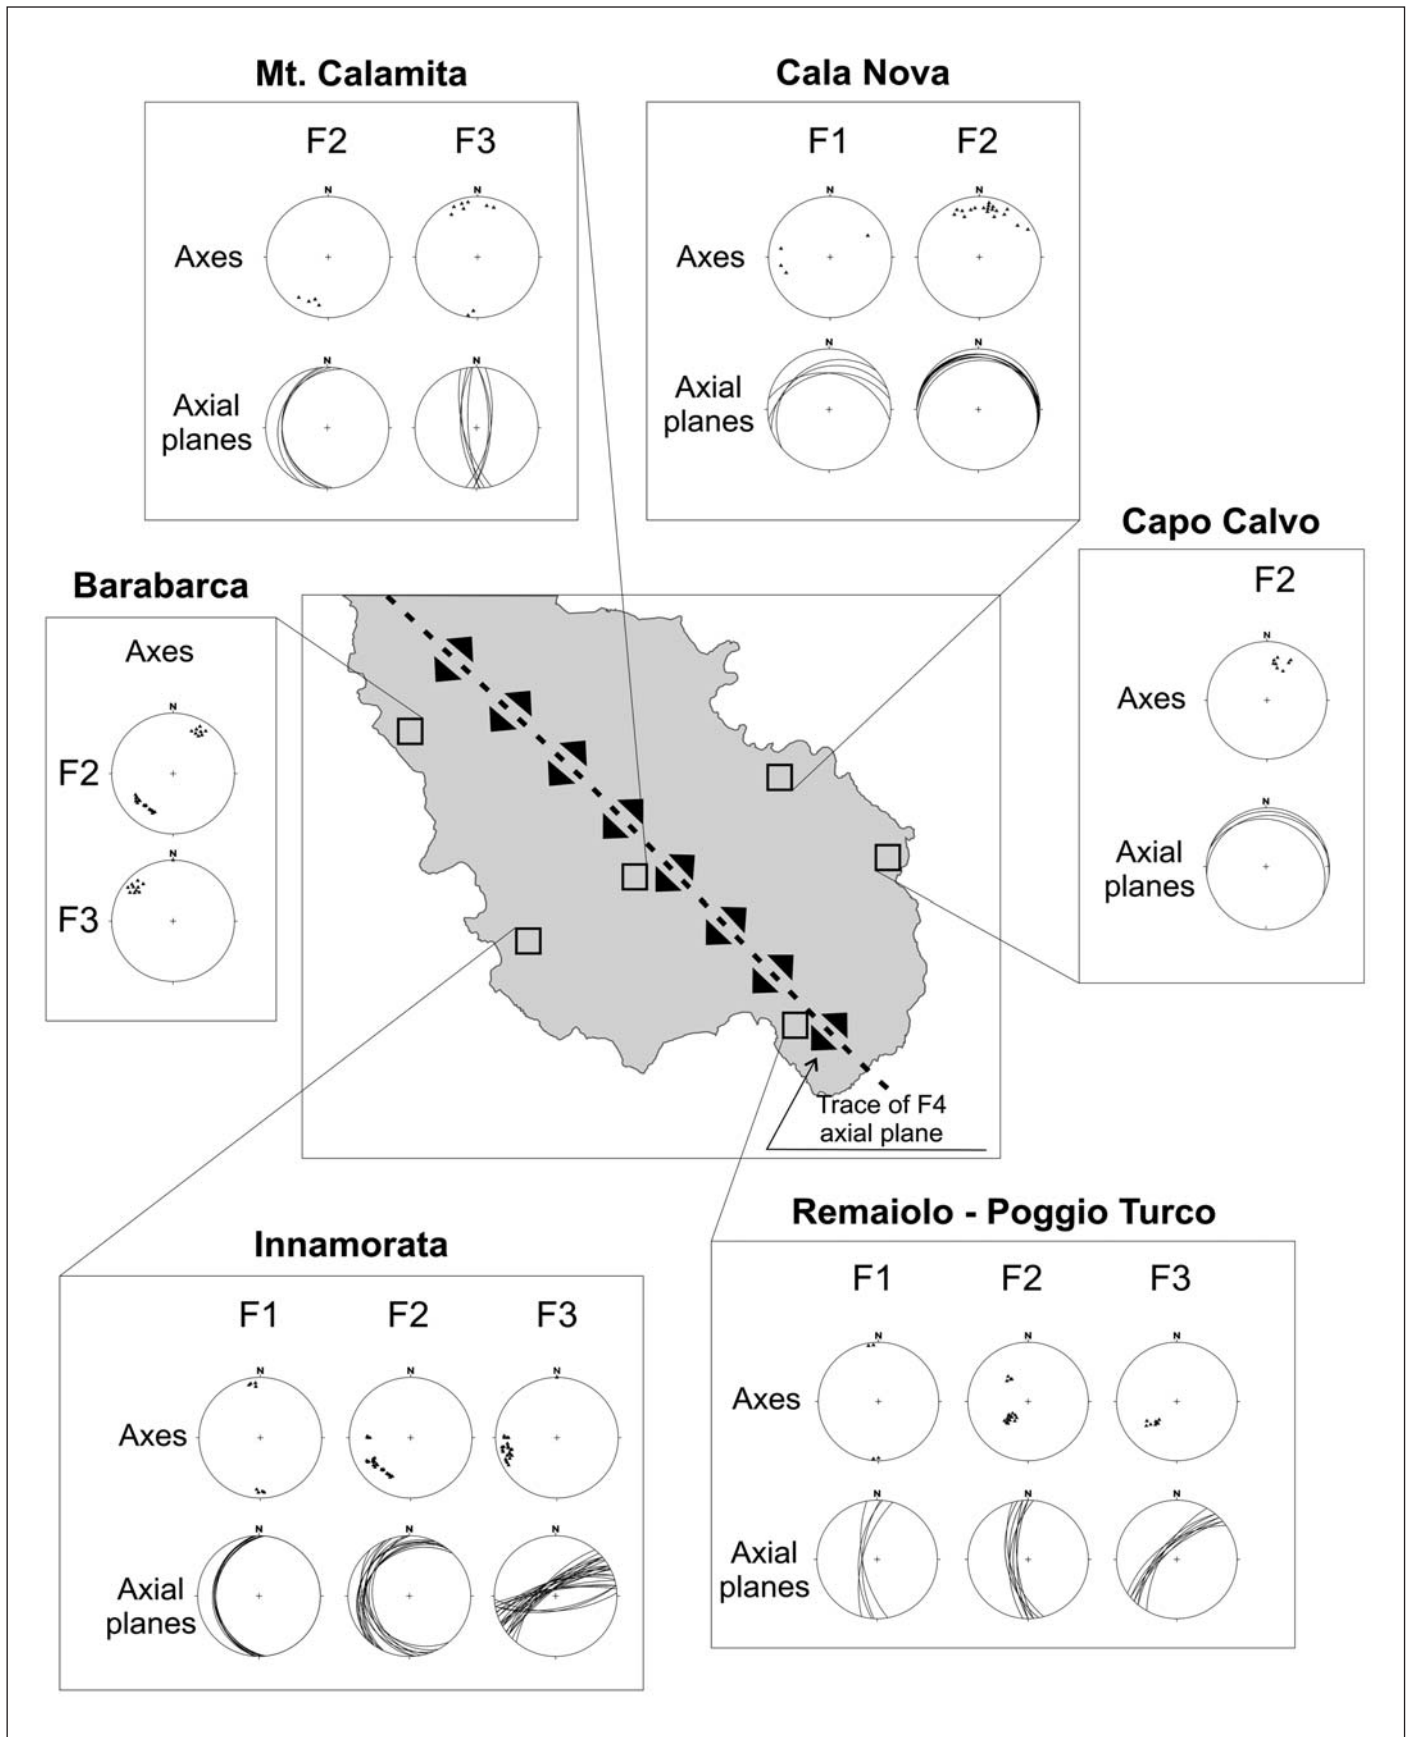 Mt. Calamita
F2 F3
N N
Axes
N N
Axial
planes
Cala Nova
F1 F2
N N
Axes
N N
Axial
planes
Capo Calvo
F2
N
Axes
N
Axial
planes
Barabarca
Axes
N
F2
N
F3
Trace of F4
axial plane
Innamorata
F1 F2 F3
N N N
Axes
N N N
Axial
planes
Remaiolo - Poggio Turco
F1 F2 F3
N N N
Axes
N N N
Axial
planes